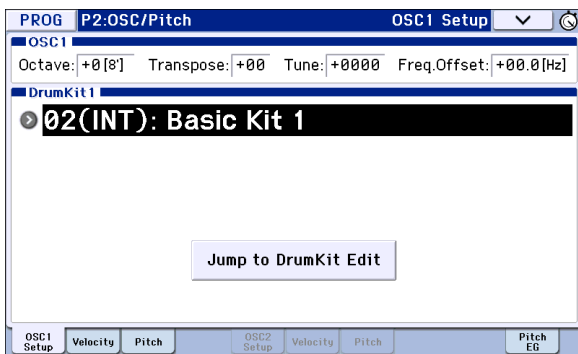 PROG P2:OSC/Pitch OSC1 Setup
OSC1
Octave: +0[8'] Transpose: +00 Tune: +0000 Freq.Offset: +00.0[Hz]
DrumKit1
02(INT): Basic Kit 1
Jump to DrumKit Edit
OSC1 Setup Velocity Pitch OSC2 Setup Velocity Pitch Pitch EG